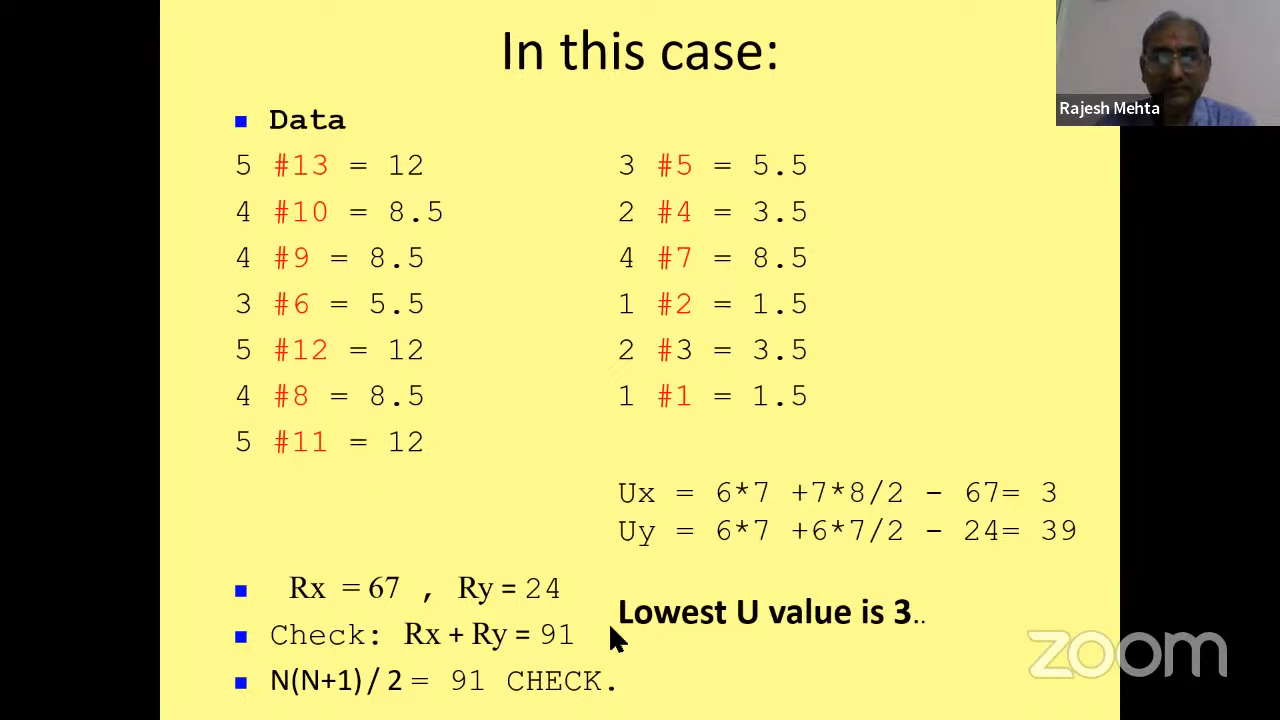 In this case:
Rajesh Mehta
Data
5 #13 = 12
4 #10 = 8.5
4 #9 = 8.5
3 #6 = 5.5
5 #12 = 12
4 #8 = 8.5
5 #11 = 12
3 #5 = 5.5
2 #4 = 3.5
4 #7 = 8.5
1 #2 = 1.5
2 #3 = 3.5
1 #1 = 1.5
Ux = 6*7 +7*8/2 - 67= 3
Uy = 6*7 +6*7/2 - 24= 39
Rx = 67 , Ry = 24
Check: Rx + Ry = 91
N(N+1) / 2 = 91 CHECK.
Lowest U value is 3..
zoom